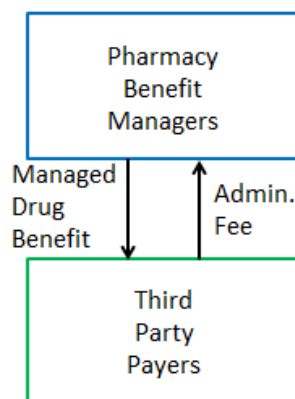 Pharmacy
Benefit
Managers
Managed
Drug
Benefit
Admin.
Fee
Third
Party
Payers